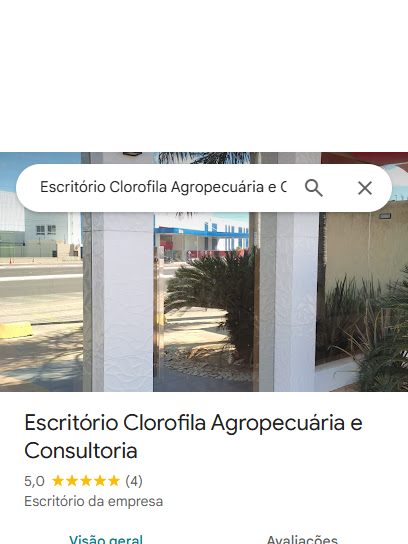 Escritório Clorofila Agropecuária e C
Escritório Clorofila Agropecuária e
Consultoria
5,0 (4)
Escritório da empresa
Visão geral Avaliações